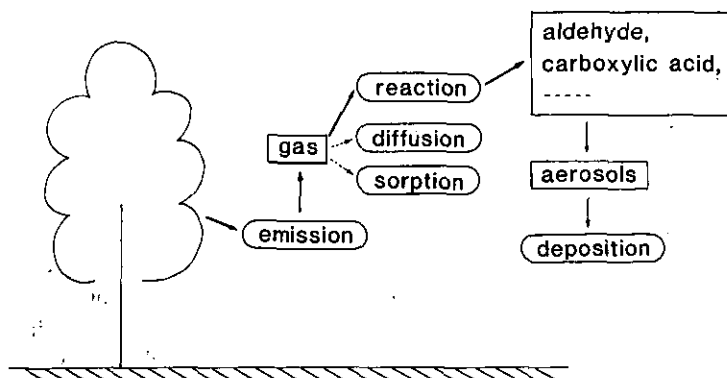 aldehyde,
carboxylic acid,
-----
reaction
gas
diffusion
sorption
emission
aerosols
deposition